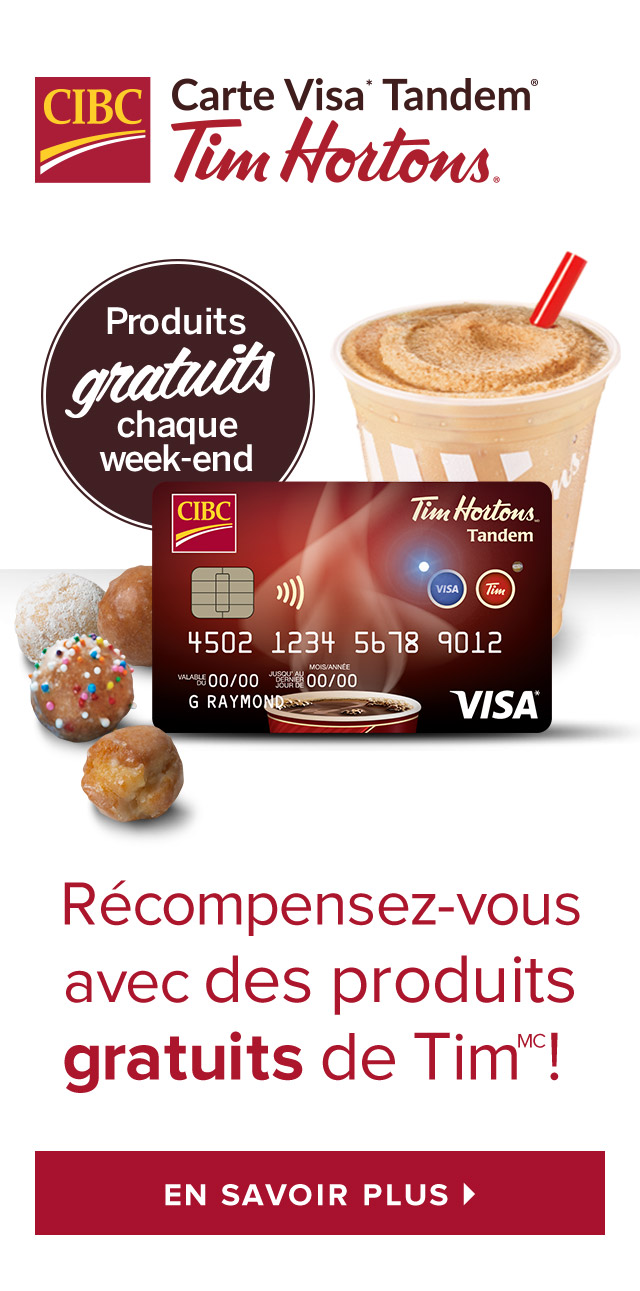 CIBC
Carte Visa* Tandem®
Tim Hortons®
Produits
gratuits
chaque
week-end
CIBC
Tim Hortons
Tandem
VISA
Tim
4502 1234 5678 9012
MOIS/ANNÉE
VALABLE DU 00/00 JUSQU' AU DERNIER JOUR DE 00/00
G RAYMOND
VISA*
Récompensez-vous
avec des produits
gratuits de Tim MC!
EN SAVOIR PLUS